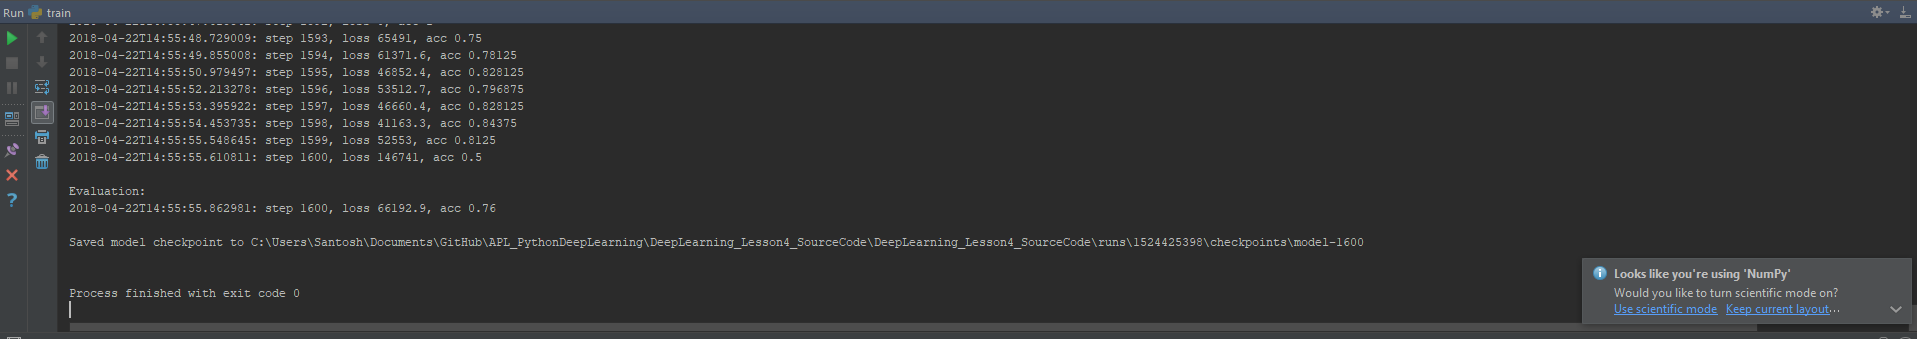 Run train
2018-04-22T14:55:48.729009: step 1593, loss 65491, acc 0.75
2018-04-22T14:55:49.855008: step 1594, loss 61371.6, acc 0.78125
2018-04-22T14:55:50.979497: step 1595, loss 46852.4, acc 0.828125
2018-04-22T14:55:52.213278: step 1596, loss 53512.7, acc 0.796875
2018-04-22T14:55:53.395922: step 1597, loss 46660.4, acc 0.828125
2018-04-22T14:55:54.453735: step 1598, loss 41163.3, acc 0.84375
2018-04-22T14:55:55.548645: step 1599, loss 52553, acc 0.8125
2018-04-22T14:55:55.610811: step 1600, loss 146741, acc 0.5
Evaluation:
2018-04-22T14:55:55.862981: step 1600, loss 66192.9, acc 0.76
Saved model checkpoint to C:\Users\Santosh\Documents\GitHub\APL_PythonDeepLearning\DeepLearning_Lesson4_SourceCode\DeepLearning_Lesson4_SourceCode\runs\1524425398\checkpoints\model-1600
Process finished with exit code 0
Looks like you're using 'NumPy'
Would you like to turn scientific mode on?
Use scientific mode Keep current layout...